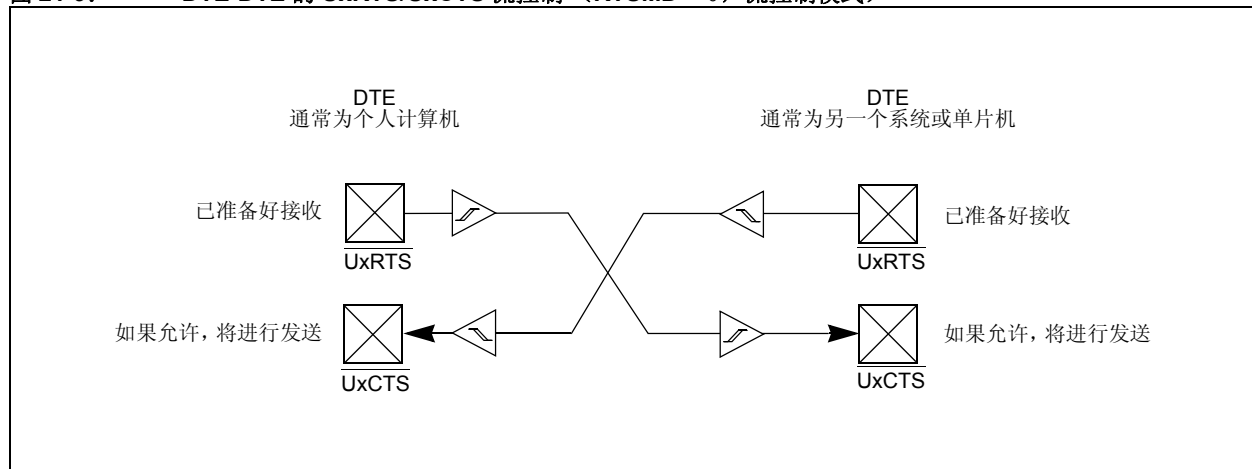 DTE
通常为个人计算机
DTE
通常为另一个系统或单片机
已准备好接收
UxRTS
已准备好接收
UxRTS
如果允许，将进行发送
UxCTS
如果允许，将进行发送
UxCTS